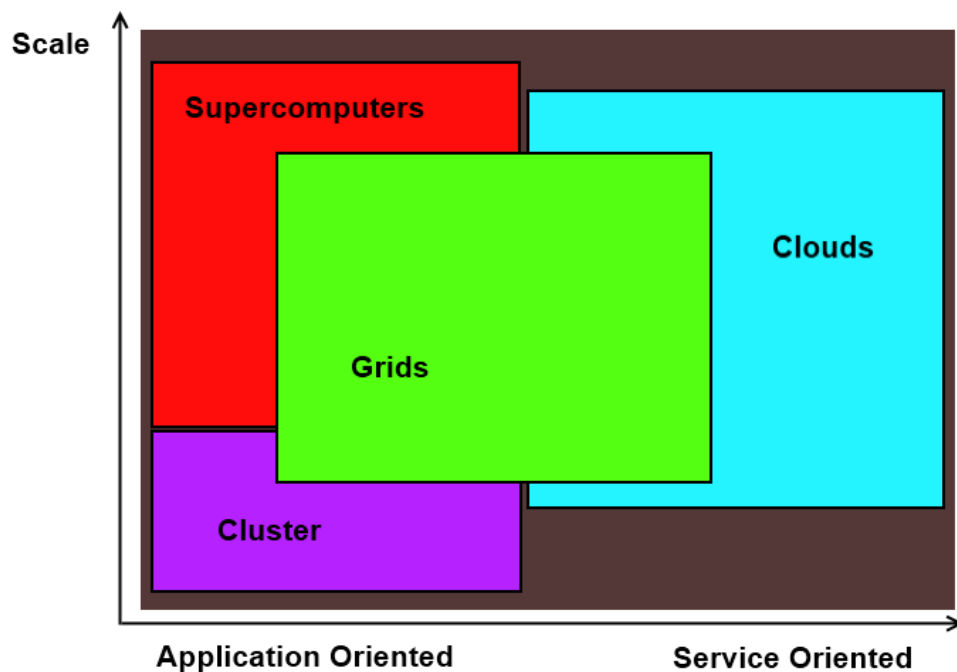 Scale
Supercomputers
Clouds
Grids
Cluster
Application Oriented
Service Oriented